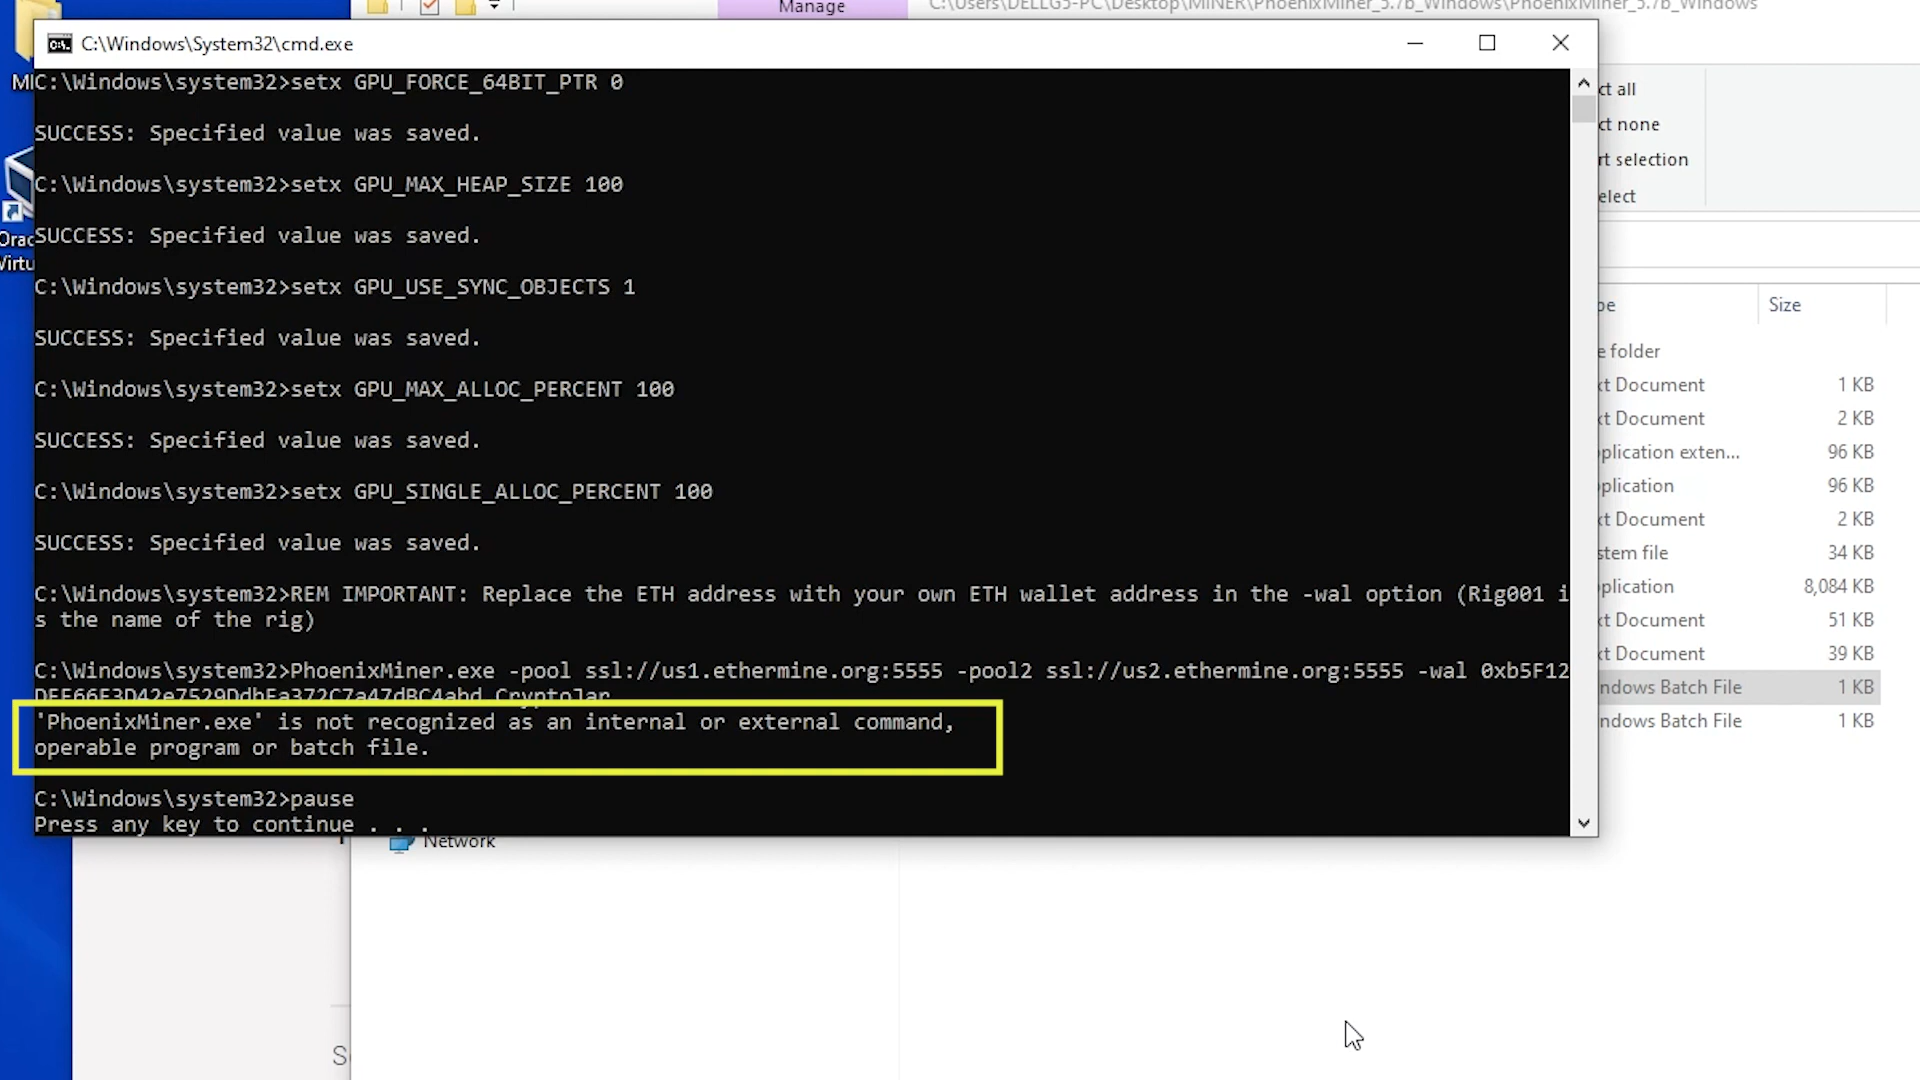 Manage
C:\Users\DELLG5-PC\Desktop\MINER\PhoenixMiner_5.7b_Windows\PhoenixMiner_5.7b_Windows
C:\Windows\System32\cmd.exe
MI
C:\Windows\system32>setx GPU_FORCE_64BIT_PTR 0
SUCCESS: Specified value was saved.
C:\Windows\system32>setx GPU_MAX_HEAP_SIZE 100
Orac
SUCCESS: Specified value was saved.
Virtu
C:\Windows\system32>setx GPU_USE_SYNC_OBJECTS 1
SUCCESS: Specified value was saved.
C:\Windows\system32>setx GPU_MAX_ALLOC_PERCENT 100
SUCCESS: Specified value was saved.
C:\Windows\system32>setx GPU_SINGLE_ALLOC_PERCENT 100
SUCCESS: Specified value was saved.
C:\Windows\system32>REM IMPORTANT: Replace the ETH address with your own ETH wallet address in the -wal option (Rig001 i
s the name of the rig)
C:\Windows\system32>PhoenixMiner.exe -pool ssl://us1.ethermine.org:5555 -pool2 ssl://us2.ethermine.org:5555 -wal 0xb5F12
'PhoenixMiner.exe' is not recognized as an internal or external command,
operable program or batch file.
C:\Windows\system32>pause
Press any key to continue . . .
Network
ct all
ct none
rt selection
elect
pe Size
e folder
xt Document 1 KB
xt Document 2 KB
plication exten... 96 KB
plication 96 KB
xt Document 2 KB
stem file 34 KB
plication 8,084 KB
xt Document 51 KB
xt Document 39 KB
ndows Batch File 1 KB
ndows Batch File 1 KB